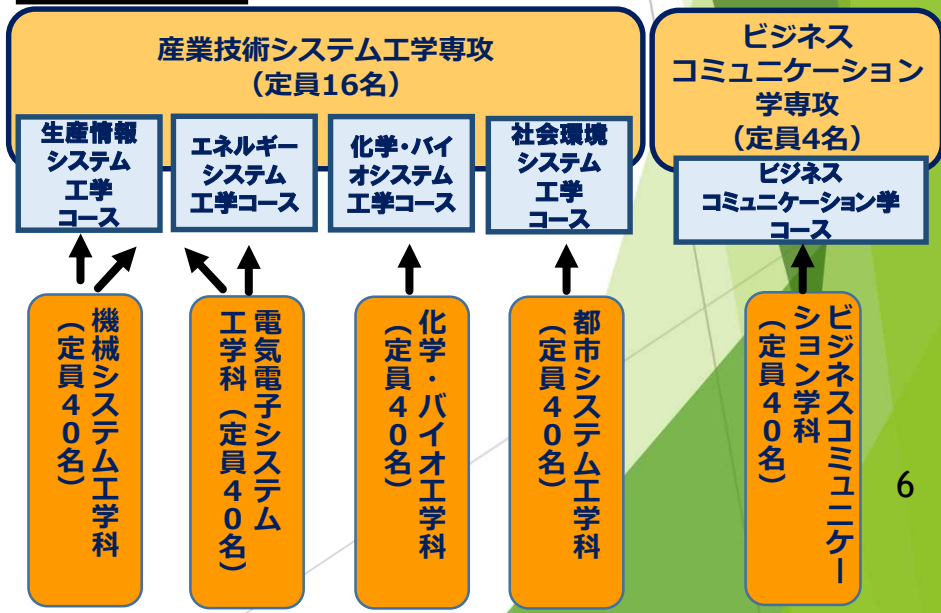 産業技術システム工学専攻
（定員16名）
ビジネス
コミュニケーション
学専攻
（定員4名）
生産情報
システム
工学
コース
エネルギー
システム
工学コース
化学・バイ
オシステム
工学コース
社会環境
システム
工学
コース
ビジネス
コミュニケーション学
コース
機械システム工学科
（定員４０名）
電気電子システム
工学科（定員４０名）
化学・バイオ工学科
（定員４０名）
都市システム工学科
（定員４０名）
ビジネスコミュニケー
ション学科
（定員４０名）
6